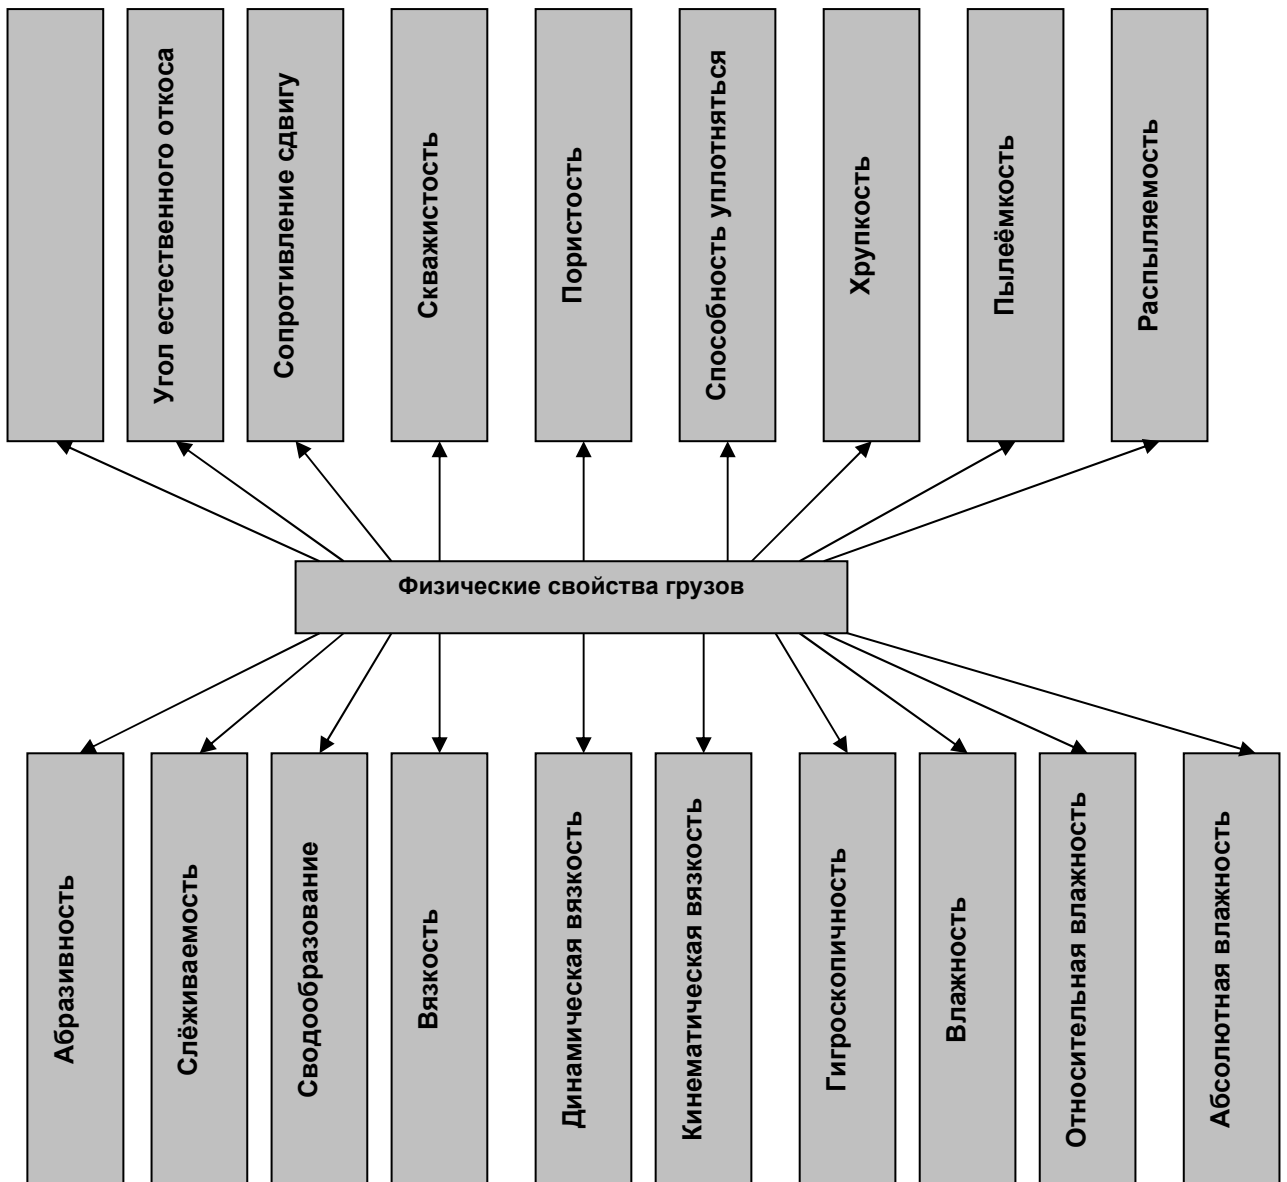 Угол естественного откоса
Сопротивление сдвигу
Скважистость
Пористость
Способность уплотняться
Хрупкость
Пылеёмкость
Распыляемость
Физические свойства грузов
Абразивность
Слёживаемость
Сводообразование
Вязкость
Динамическая вязкость
Кинематическая вязкость
Гигроскопичность
Влажность
Относительная влажность
Абсолютная влажность